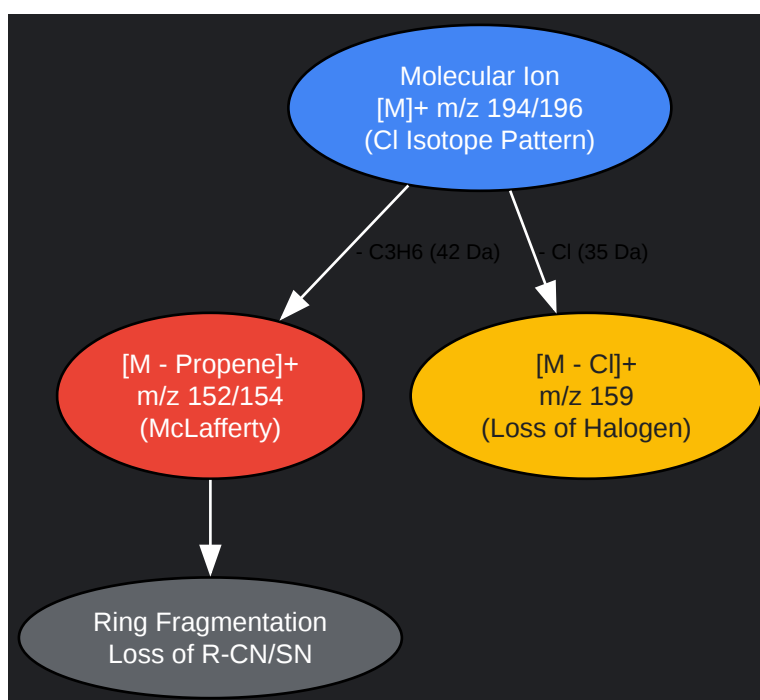 Molecular Ion
[M]+ m/z 194/196
(Cl Isotope Pattern)
- C3H6 (42 Da)
- Cl (35 Da)
[M - Propene]+
m/z 152/154
(McLafferty)
[M - Cl]+
m/z 159
(Loss of Halogen)
Ring Fragmentation
Loss of R-CN/SN